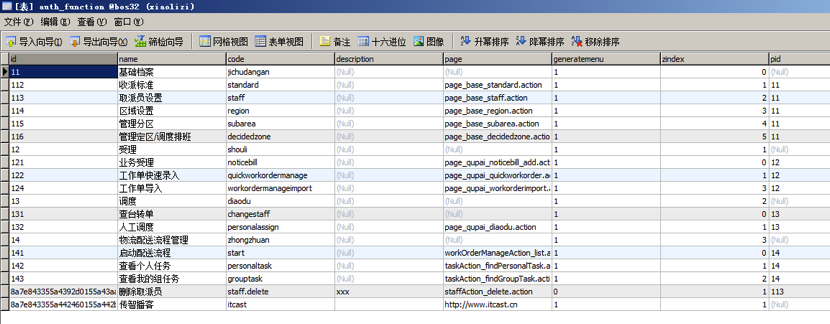 [表] auth_function @bos32 (xiaolizi)
文件(F) 编辑(E) 查看(V) 窗口(W)
导入向导(I) 导出向导(X) 筛检向导 网格视图 表单视图 备注 十六进位 图像 升幂排序 降幂排序 移除排序
id name code description page generatemenu zindex pid
11 基础档案 jichudangan (Null) (Null) 1 0 (Null)
112 收派标准 standard (Null) page_base_standard.action 1 1 11
113 取派员设置 staff (Null) page_base_staff.action 1 2 11
114 区域设置 region (Null) page_base_region.action 1 3 11
115 管理分区 subarea (Null) page_base_subarea.action 1 4 11
116 管理定区/调度排班 decidedzone (Null) page_base_decidedzone.actio 1 5 11
12 受理 shouli (Null) (Null) 1 1 (Null)
121 业务受理 noticebill (Null) page_qupai_noticebill_add.act 1 0 12
122 工作单快速录入 quickworkordermanage (Null) page_qupai_quickworkorder.a 1 1 12
124 工作单导入 workordermanageimport (Null) page_qupai_workorderimport. 1 3 12
13 调度 diaodu (Null) (Null) 1 2 (Null)
131 查台转单 changestaff (Null) (Null) 1 0 13
132 人工调度 personalassign (Null) page_qupai_diaodu.action 1 1 13
14 物流配送流程管理 zhongzhuan (Null) (Null) 1 3 (Null)
141 启动配送流程 start (Null) workOrderManageAction_list.a 1 0 14
142 查看个人任务 personaltask (Null) taskAction_findPersonalTask.a 1 1 14
143 查看我的组任务 grouptask (Null) taskAction_findGroupTask.act 1 2 14
8a7e843355a4392d0155a43aa 删除取派员 staff.delete xxx staffAction_delete.action 0 1 113
8a7e843355a442460155a442 传智播客 itcast http://www.itcast.cn 1 1 (Null)